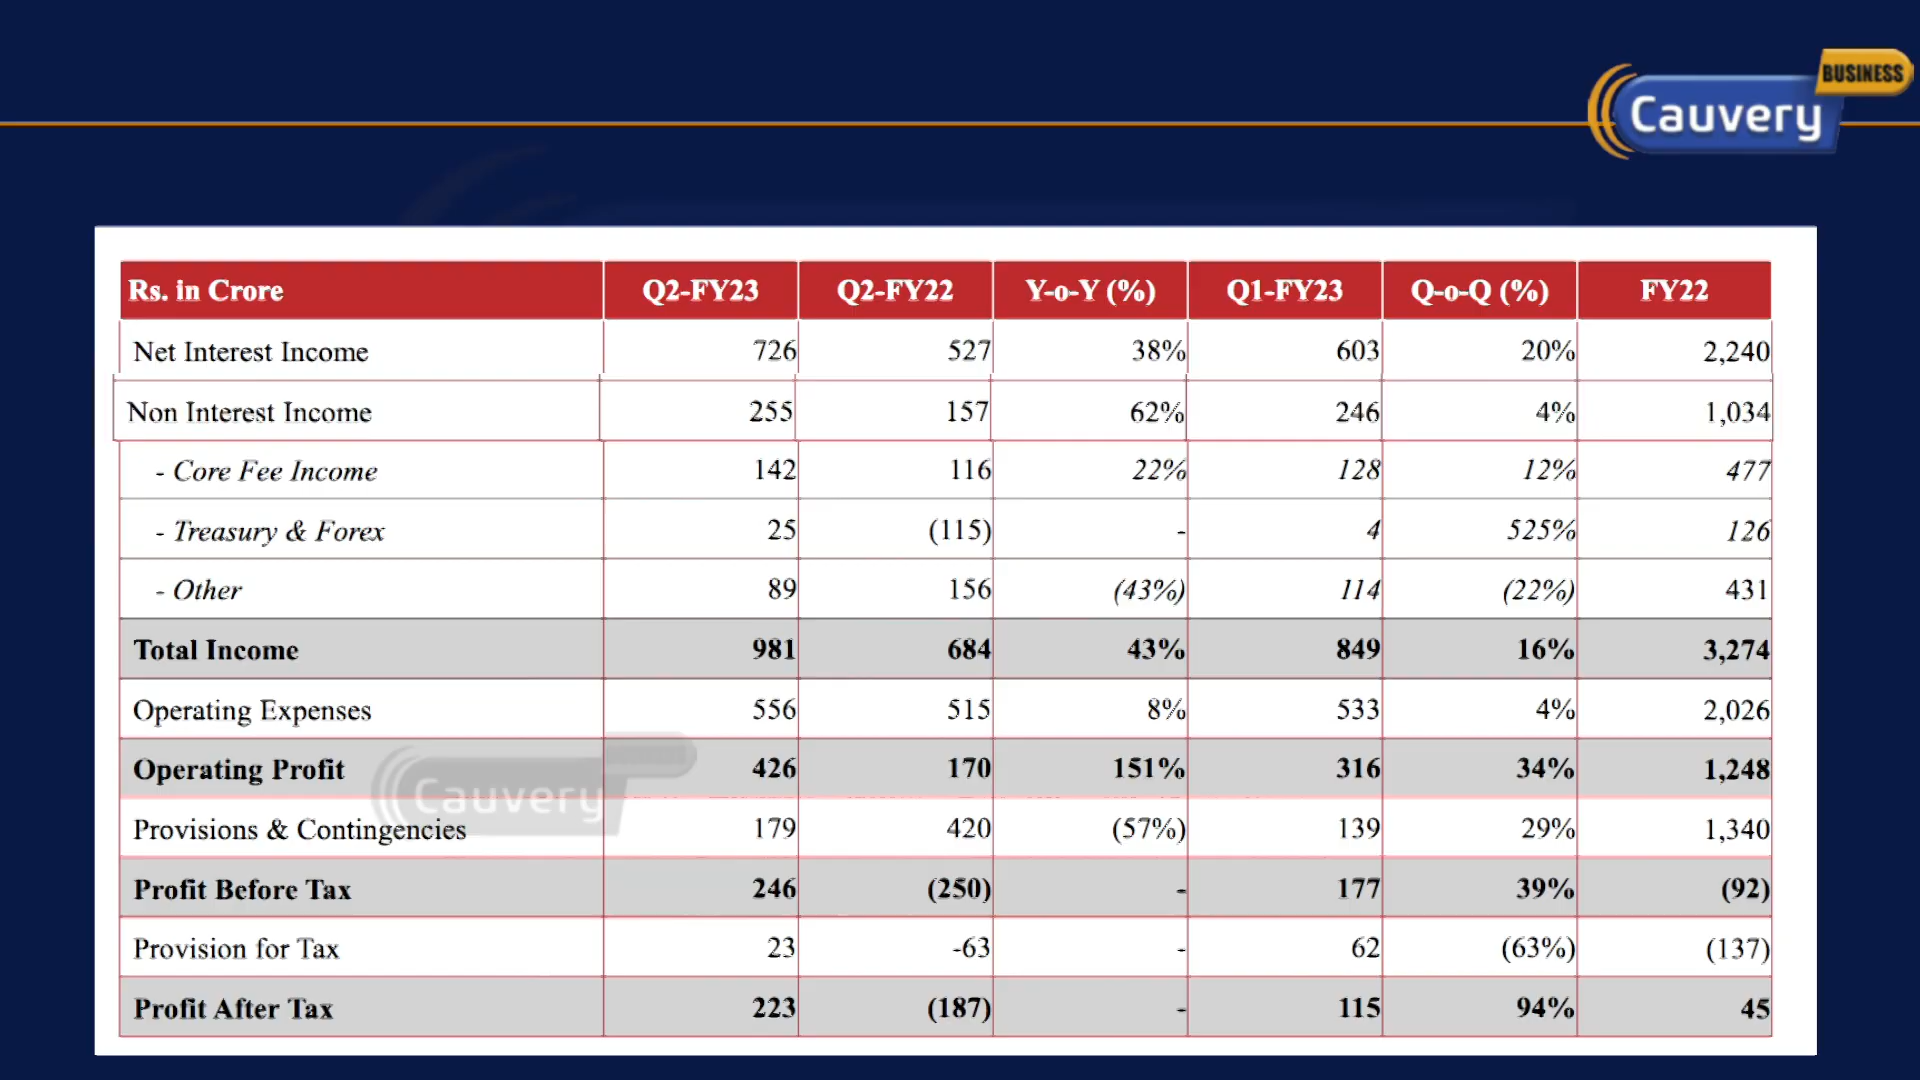 BUSINESS
Cauvery
Rs. in Crore Q2-FY23 Q2-FY22 Y-o-Y (%) Q1-FY23 Q-o-Q (%) FY22
Net Interest Income 726 527 38% 603 20% 2,240
Non Interest Income 255 157 62% 246 4% 1,034
- Core Fee Income 142 116 22% 128 12% 477
- Treasury & Forex 25 (115) - 4 525% 126
- Other 89 156 (43%) 114 (22%) 431
Total Income 981 684 43% 849 16% 3,274
Operating Expenses 556 515 8% 533 4% 2,026
Operating Profit 426 170 151% 316 34% 1,248
Cauvery
Provisions & Contingencies 179 420 (57%) 139 29% 1,340
Profit Before Tax 246 (250) - 177 39% (92)
Provision for Tax 23 -63 - 62 (63%) (137)
Profit After Tax 223 (187) - 115 94% 45